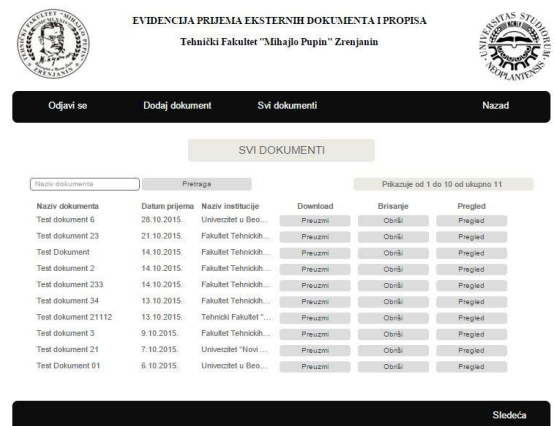 EVIDENCIJA PRIJEMA EKSTERNIH DOKUMENTA I PROPISA
Tehnički Fakultet "Mihajlo Pupin" Zrenjanin
Odjavi se Dodaj dokument Svi dokumenti Nazad
SVI DOKUMENTI
Naziv dokumenta Pretraga Prikazuje od 1 do 10 od ukupno 11
Naziv dokumenta Datum prijema Naziv institucije Download Brisanje Pregled
Test dokument 6 28.10.2015. Univerzitet u Beo... Preuzmi Obriši Pregled
Test dokument 23 21.10.2015. Fakultet Tehnickih... Preuzmi Obriši Pregled
Test Dokument 14.10.2015. Fakultet Tehnickih... Preuzmi Obriši Pregled
Test dokument 2 14.10.2015. Fakultet Tehnickih... Preuzmi Obriši Pregled
Test dokument 233 14.10.2015. Fakultet Tehnickih... Preuzmi Obriši Pregled
Test dokument 34 13.10.2015. Fakultet Tehnickih... Preuzmi Obriši Pregled
Test dokument 21112 13.10.2015. Tehnicki Fakultet "... Preuzmi Obriši Pregled
Test dokument 3 9.10.2015. Fakultet Tehnickih... Preuzmi Obriši Pregled
Test dokument 21 7.10.2015. Univerzitet "Novi ... Preuzmi Obriši Pregled
Test Dokument 01 6.10.2015. Univerzitet u Beo... Preuzmi Obriši Pregled
Sledeća